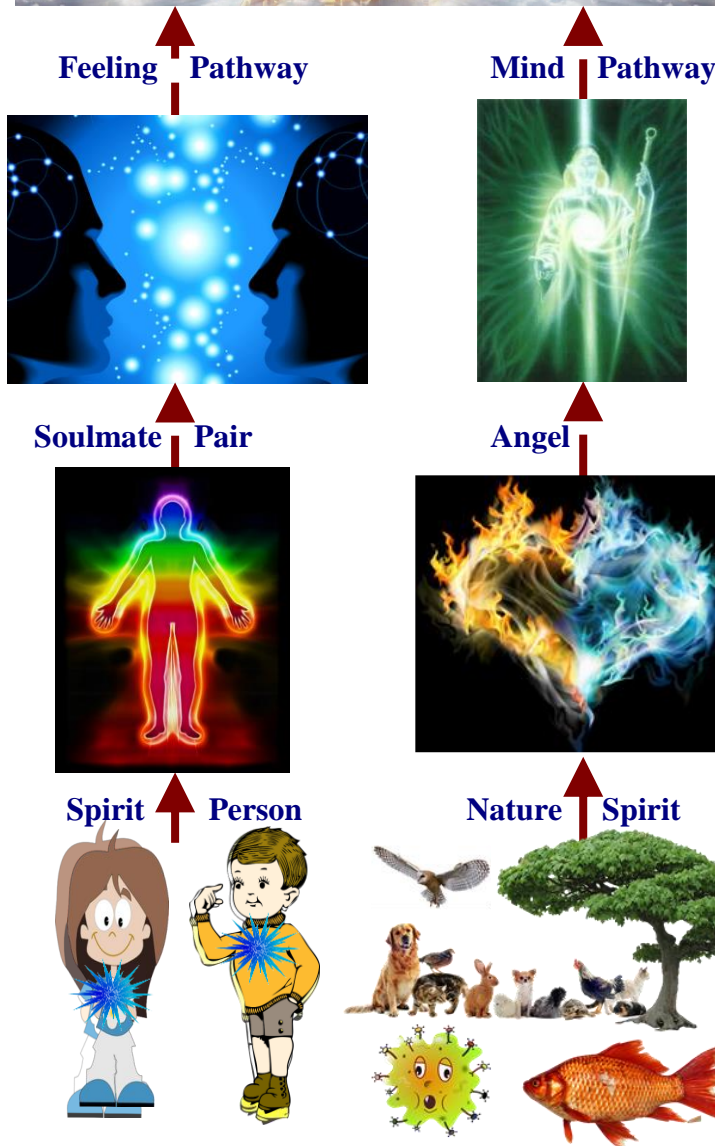 Feeling Pathway
Mind Pathway
Soulmate Pair
Angel
Spirit Person
Nature Spirit